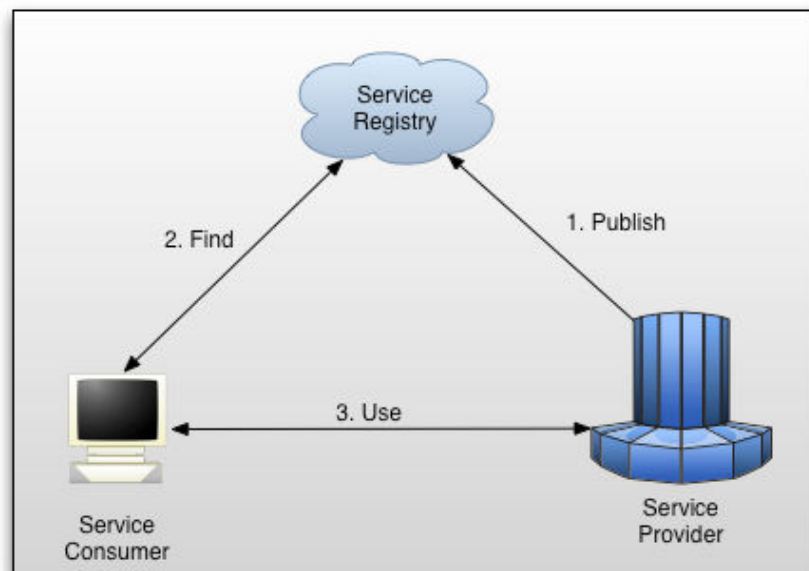 Service
Registry
2. Find
1. Publish
3. Use
Service
Consumer
Service
Provider